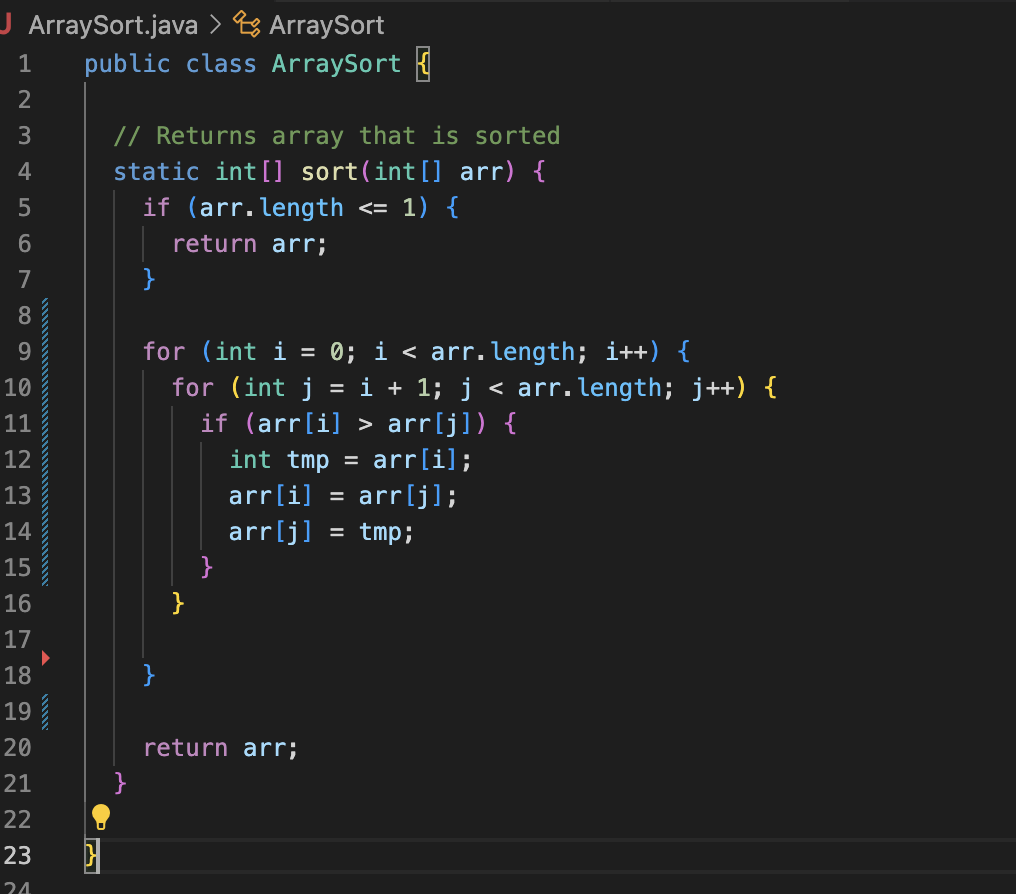 J ArraySort.java > ArraySort
1 public class ArraySort {
2
3 // Returns array that is sorted
4 static int[] sort(int[] arr) {
5 if (arr.length <= 1) {
6 return arr;
7 }
8
9 for (int i = 0; i < arr.length; i++) {
10 for (int j = i + 1; j < arr.length; j++) {
11 if (arr[i] > arr[j]) {
12 int tmp = arr[i];
13 arr[i] = arr[j];
14 arr[j] = tmp;
15 }
16 }
17
18 }
19
20 return arr;
21 }
22
23 }
24